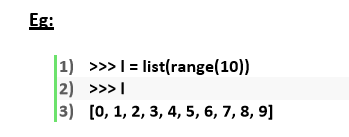 Eg:
1) >>> l = list(range(10))
2) >>> l
3) [0, 1, 2, 3, 4, 5, 6, 7, 8, 9]